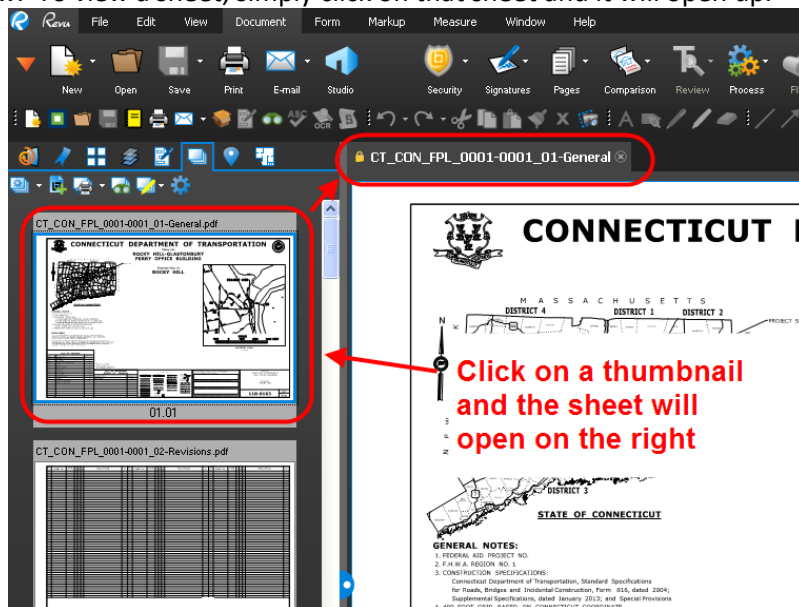 w. To view a sheet, simply click on that sheet and it will open up.
Revu File Edit View Document Form Markup Measure Window Help
New Open Save Print E-mail Studio Security Signatures Pages Comparison Review Process
CT_CON_FPL_0001-0001_01-General
CT_CON_FPL_0001-0001_01-General.pdf
CONNECTICUT DEPARTMENT OF TRANSPORTATION
ROCKY HILL-GLASTONBURY
FERRY OFFICE BUILDING
ROCKY HILL
01.01
CT_CON_FPL_0001-0001_02-Revisions.pdf
CONNECTICUT
MASSACHUSETTS
DISTRICT 4 DISTRICT 1 DISTRICT 2
PROJECT S
N
Click on a thumbnail
and the sheet will
open on the right
DISTRICT 3
STATE OF CONNECTICUT
GENERAL NOTES:
1. FEDERAL AID PROJECT NO.
2. F.H.W.A. REGION NO. 1
3. CONSTRUCTION SPECIFICATIONS:
Connecticut Department of Transportation, Standard Specifications
for Roads, Bridges and Incidental Construction, Form 816, dated 2004;
Supplemental Specifications, dated January 2013; and Special Provisions